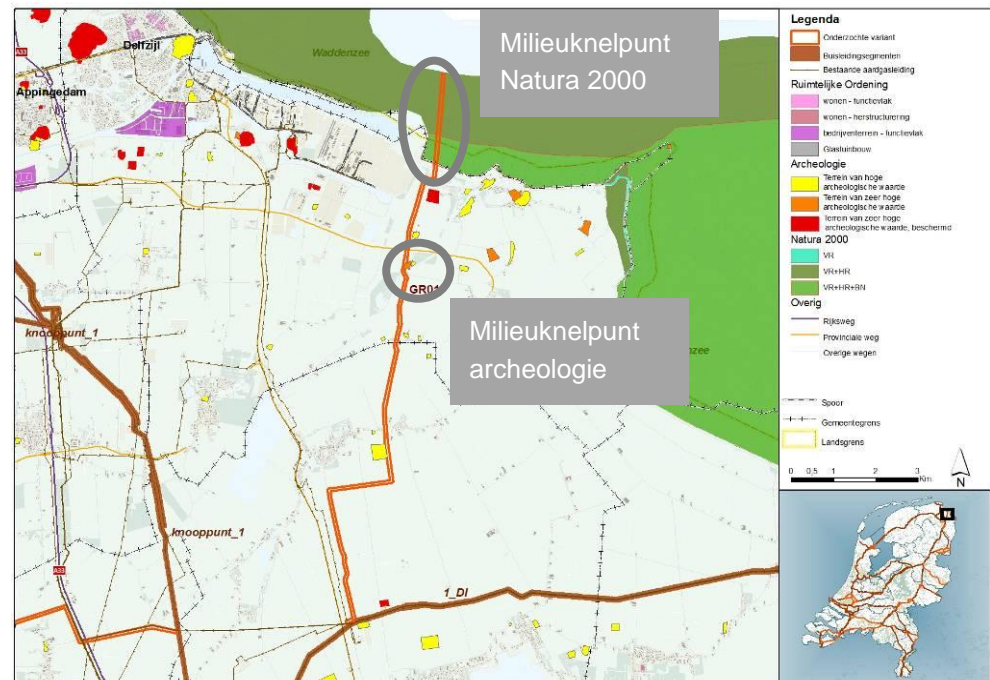 Waddenzee
Delfzijl
A33
Appingedam
Milieuknelpunt
Natura 2000
GR01
Milieuknelpunt
archeologie
nzee
knooppunt_1
knooppunt_1
A33
1_DI
Legenda
Onderzochte variant
Buisleidingsegmenten
Bestaande aardgasleiding
Ruimtelijke Ordening
wonen - functievlak
wonen - herstructurering
bedrijventerrein - functievlak
Glastuinbouw
Archeologie
Terrein van hoge
archeologische waarde
Terrein van zeer hoge
archeologische waarde
Terrein van zeer hoge
archeologische waarde, beschermd
Natura 2000
VR
VR+HR
VR+HR+BN
Overig
Rijksweg
Provinciale weg
Overige wegen
Spoor
Gemeentegrens
Landsgrens
0 0,5 1 2 3
Km
N